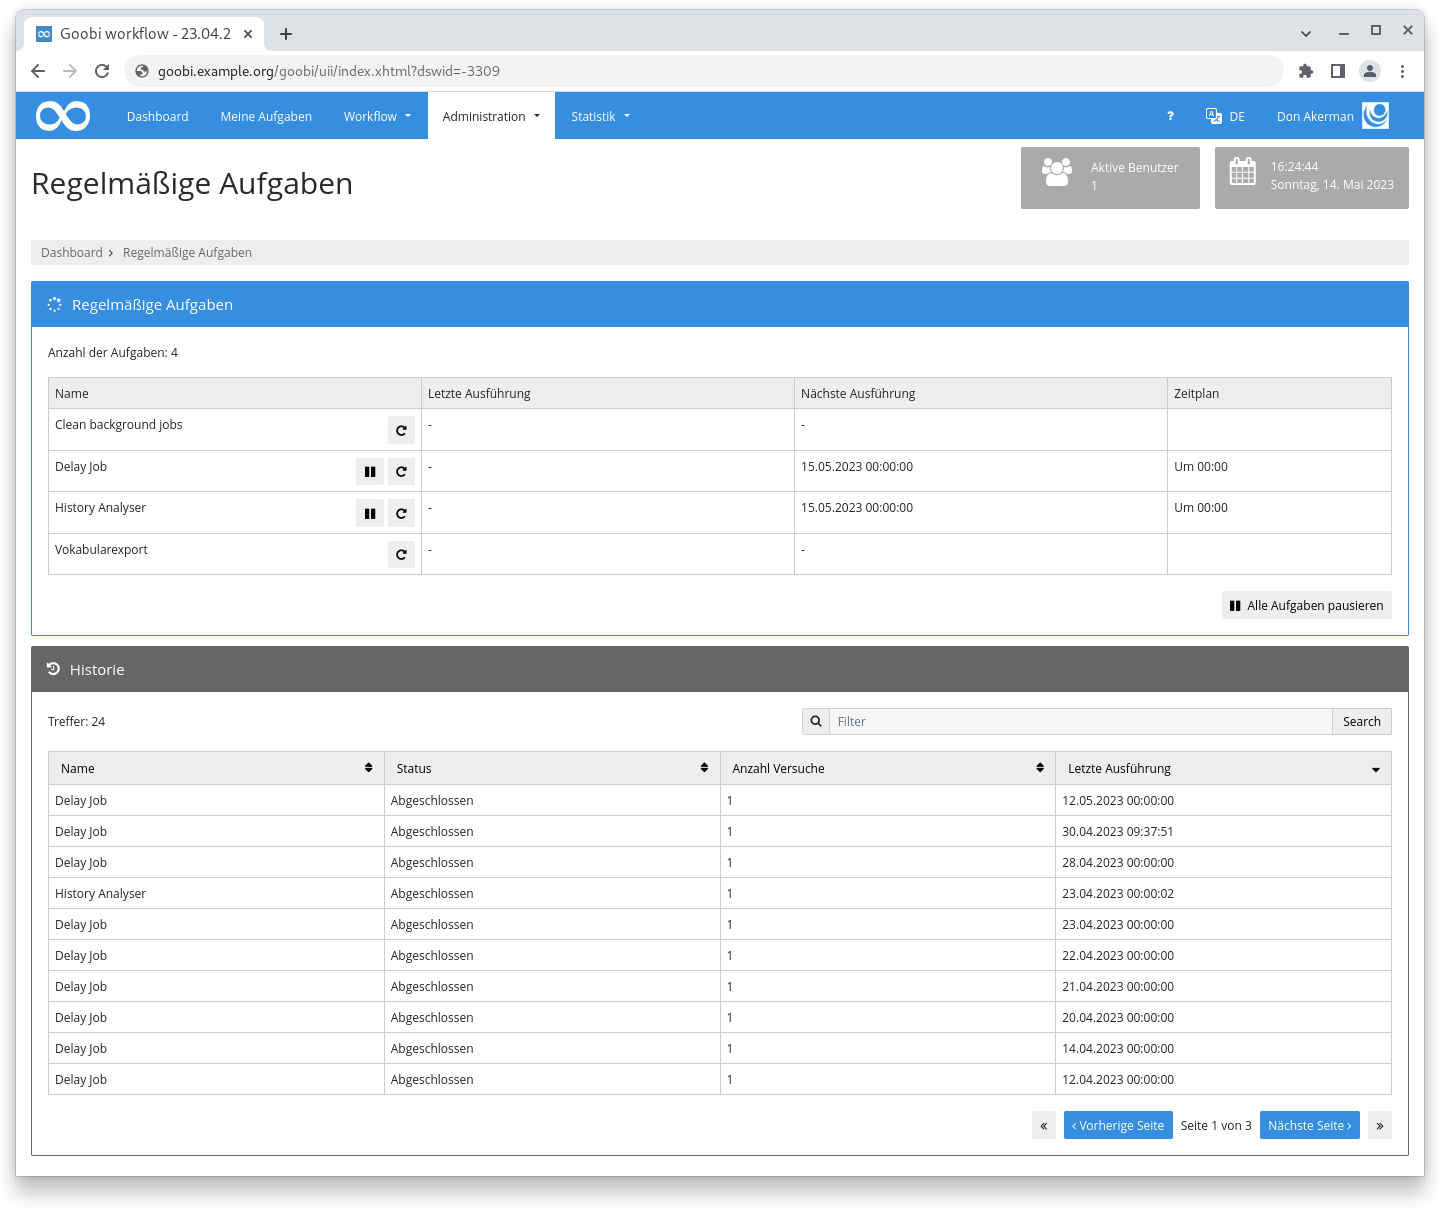 Goobi workflow - 23.04.2
goobi.example.org/goobi/uii/index.xhtml?dswid=-3309
Dashboard Meine Aufgaben Workflow Administration Statistik ? DE Don Akerman
Regelmäßige Aufgaben
Aktive Benutzer
1
16:24:44
Sonntag, 14. Mai 2023
Dashboard › Regelmäßige Aufgaben
Regelmäßige Aufgaben
Anzahl der Aufgaben: 4
Name Letzte Ausführung Nächste Ausführung Zeitplan
Clean background jobs - -
Delay Job - 15.05.2023 00:00:00 Um 00:00
History Analyser - 15.05.2023 00:00:00 Um 00:00
Vokabularexport - -
Alle Aufgaben pausieren
Historie
Treffer: 24 Filter Search
Name Status Anzahl Versuche Letzte Ausführung
Delay Job Abgeschlossen 1 12.05.2023 00:00:00
Delay Job Abgeschlossen 1 30.04.2023 09:37:51
Delay Job Abgeschlossen 1 28.04.2023 00:00:00
History Analyser Abgeschlossen 1 23.04.2023 00:00:02
Delay Job Abgeschlossen 1 23.04.2023 00:00:00
Delay Job Abgeschlossen 1 22.04.2023 00:00:00
Delay Job Abgeschlossen 1 21.04.2023 00:00:00
Delay Job Abgeschlossen 1 20.04.2023 00:00:00
Delay Job Abgeschlossen 1 14.04.2023 00:00:00
Delay Job Abgeschlossen 1 12.04.2023 00:00:00
« ‹ Vorherige Seite Seite 1 von 3 Nächste Seite › »